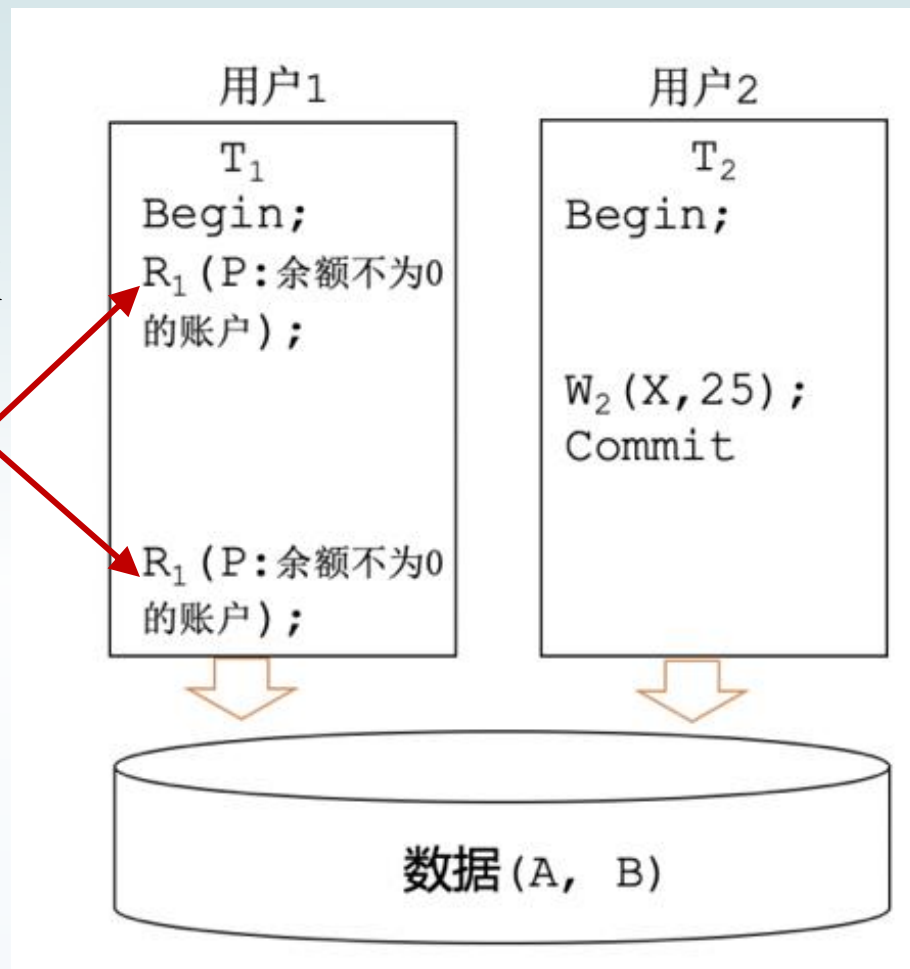 用户1
T₁
Begin;
R₁(P:余额不为0
的账户);
R₁(P:余额不为0
的账户);
用户2
T₂
Begin;
W₂(X,25);
Commit
数据(A, B)